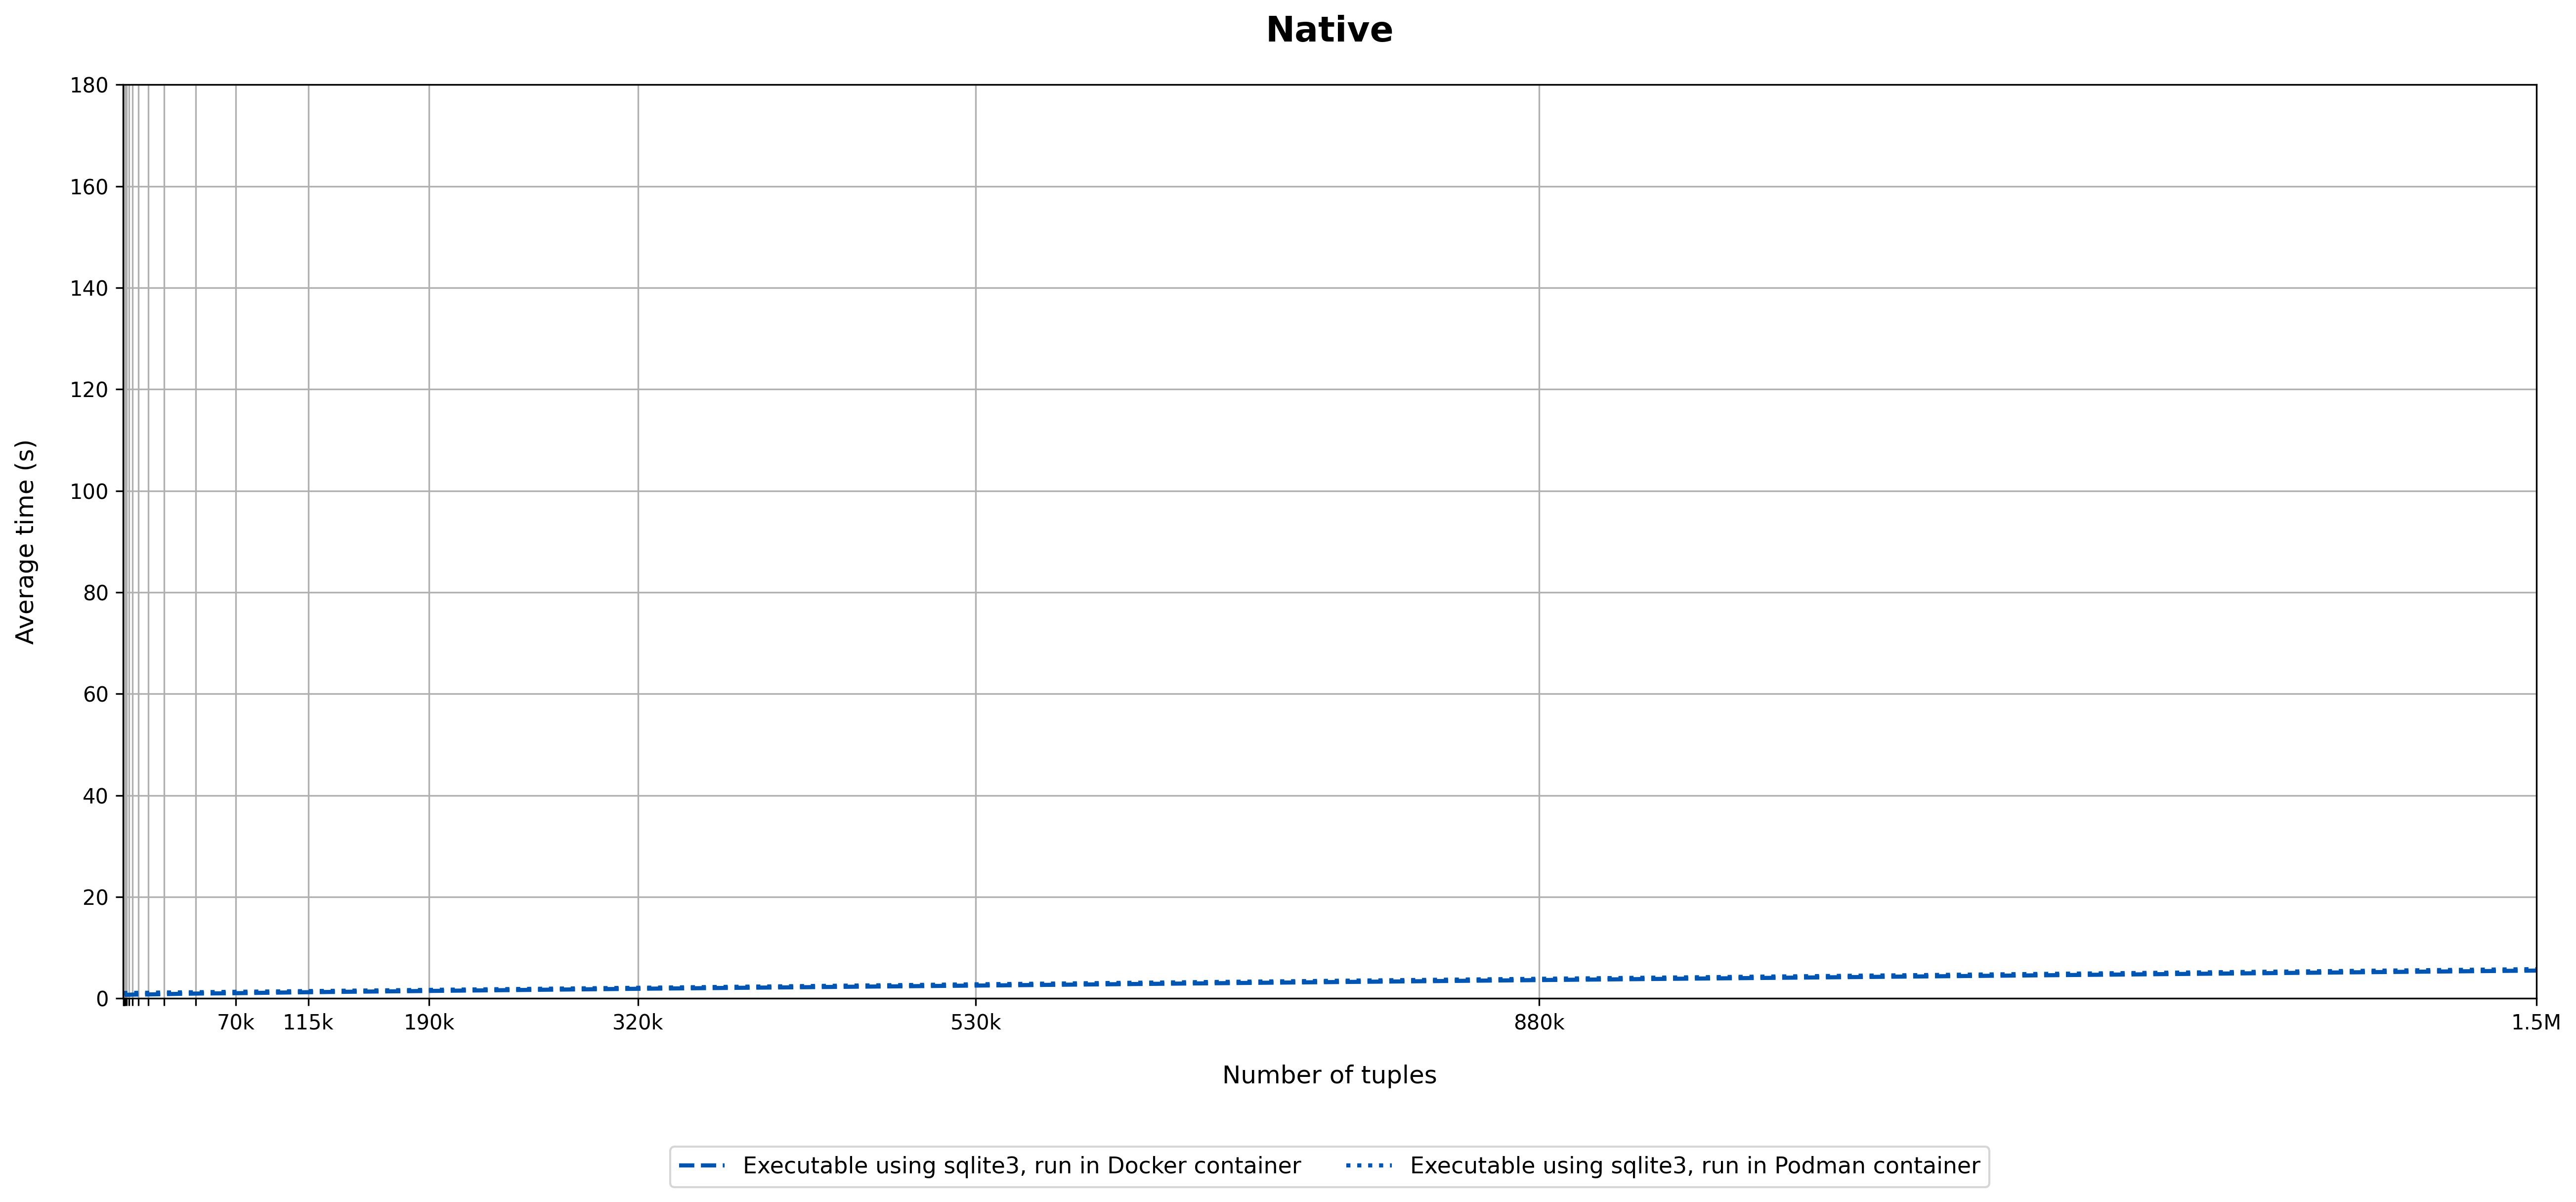 Native
180
160
140
120
100
80
60
40
20
0
Average time (s)
70k 115k 190k 320k 530k 880k 1.5M
Number of tuples
Executable using sqlite3, run in Docker container Executable using sqlite3, run in Podman container